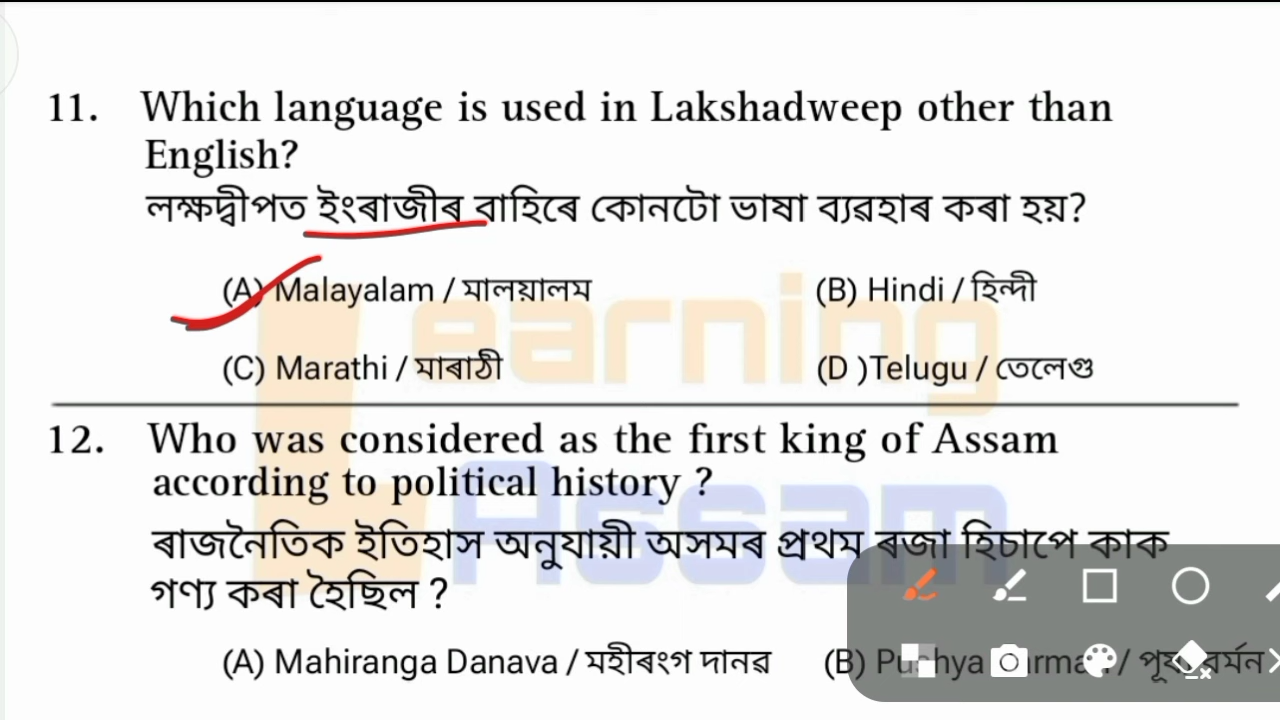 11. Which language is used in Lakshadweep other than
English?
লক্ষদ্বীপত ইংৰাজীৰ বাহিৰে কোনটো ভাষা ব্যৱহাৰ কৰা হয়?
(A) Malayalam / মালয়ালম (B) Hindi / হিন্দী
(C) Marathi / মাৰাঠী (D )Telugu / তেলেগু
12. Who was considered as the first king of Assam
according to political history ?
ৰাজনৈতিক ইতিহাস অনুযায়ী অসমৰ প্ৰথম ৰজা হিচাপে কাক
গণ্য কৰা হৈছিল ?
(A) Mahiranga Danava / মহীৰংগ দানৱ (B)
Learning
Assam